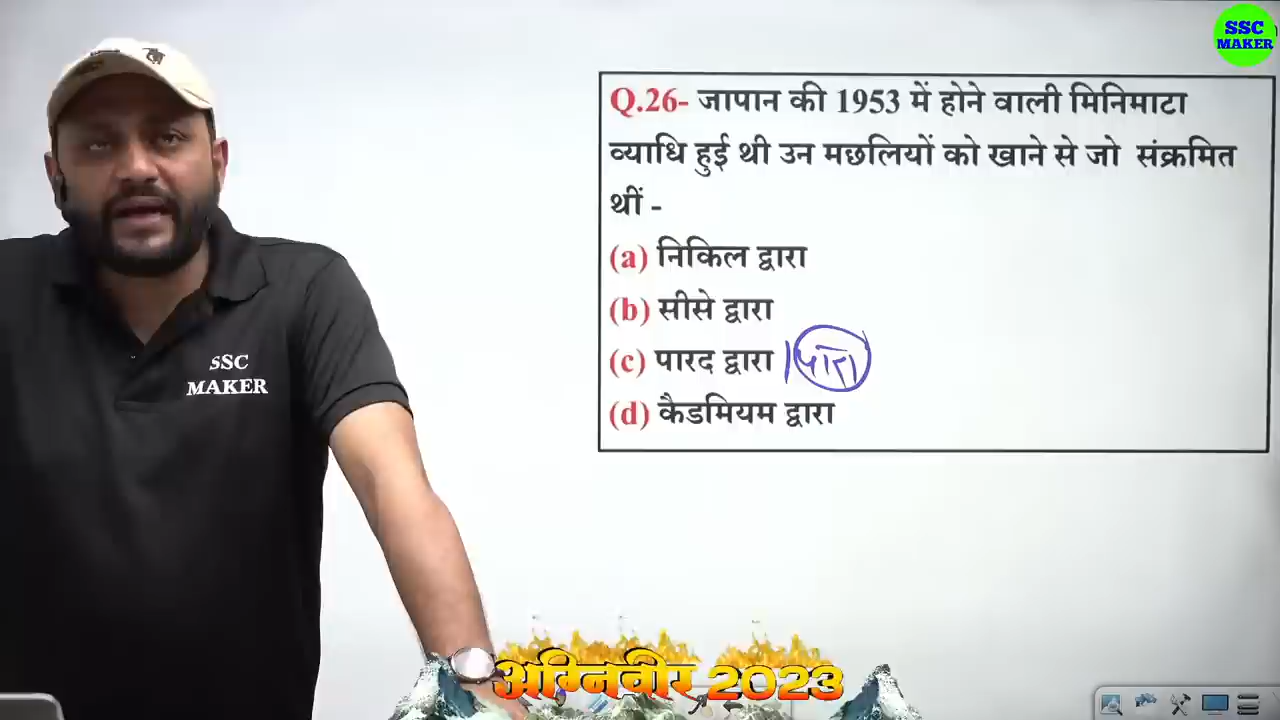 SSC
MAKER
Q.26- जापान की 1953 में होने वाली मिनिमाटा
व्याधि हुई थी उन मछलियों को खाने से जो संक्रमित
थीं -
(a) निकिल द्वारा
(b) सीसे द्वारा
(c) पारद द्वारा | पारा
(d) कैडमियम द्वारा
SSC
MAKER
अग्निवीर 2023